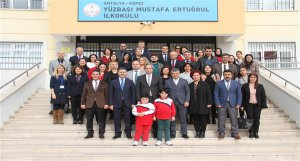 ANTALYA - KEPEZ
YÜZBAŞI MUSTAFA ERTUĞRUL
İLKOKULU